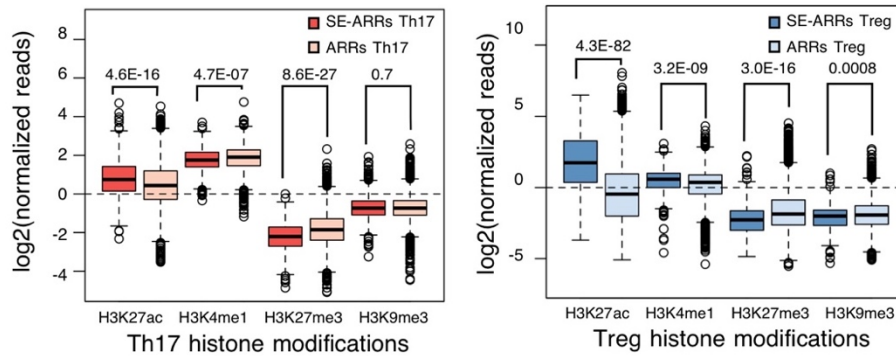 SE-ARRs Th17
ARRs Th17
8
6
4
2
0
-2
-4
log2(normalized reads)
4.6E-16
4.7E-07
8.6E-27
0.7
H3K27ac
H3K4me1
H3K27me3
H3K9me3
Th17 histone modifications
SE-ARRs Treg
ARRs Treg
10
5
0
-5
log2(normalized reads)
4.3E-82
3.2E-09
3.0E-16
0.0008
H3K27ac
H3K4me1
H3K27me3
H3K9me3
Treg histone modifications